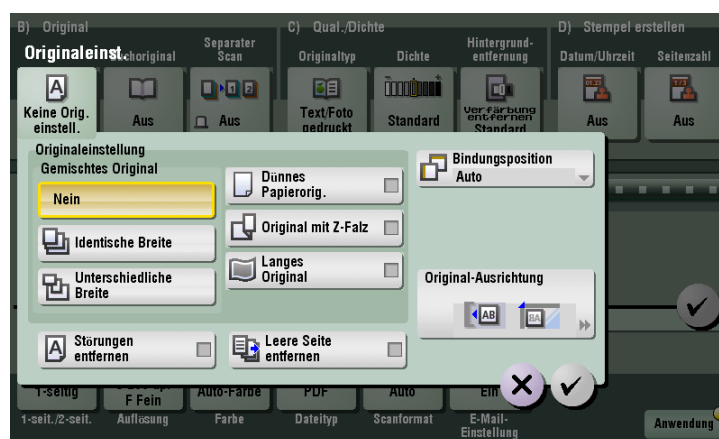 B) Original
C) Qual./Dichte
D) Stempel erstellen
Originaleinst.
choriginal
Separater
Scan
Originaltyp
Dichte
Hintergrund-
entfernung
Datum/Uhrzeit
Seitenzahl
Keine Orig.
einstell.
Aus
Aus
Text/Foto
gedruckt
Standard
Verfärbung
entfernen
Standard
Aus
Aus
Originaleinstellung
Gemischtes Original
Nein
Identische Breite
Unterschiedliche
Breite
Dünnes
Papierorig.
Original mit Z-Falz
Langes
Original
Bindungsposition
Auto
Original-Ausrichtung
AB
Störungen
entfernen
Leere Seite
entfernen
1-seitig
F Fein
Auto-Farbe
PDF
Auto
Ein
1-seit./2-seit.
Auflösung
Farbe
Dateityp
Scanformat
E-Mail-
Einstellung
Anwendung